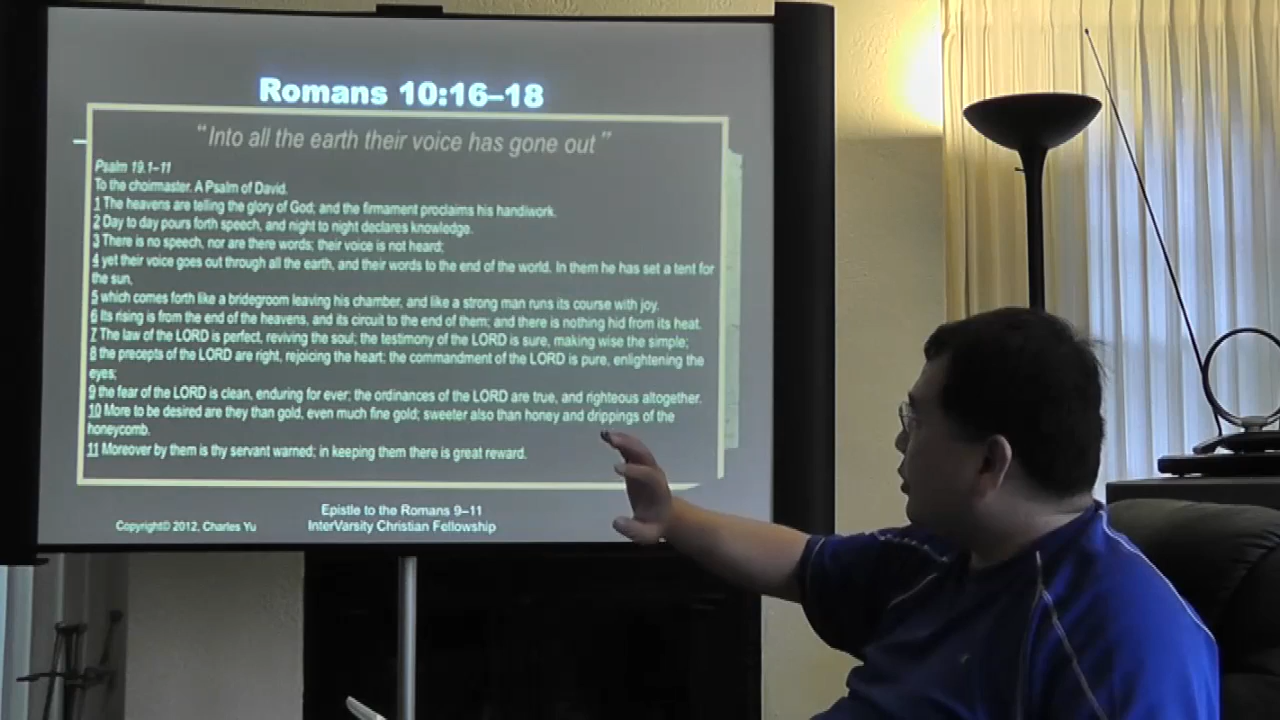 Romans 10:16–18
“Into all the earth their voice has gone out”
Psalm 19.1–11
To the choirmaster. A Psalm of David.
1 The heavens are telling the glory of God; and the firmament proclaims his handiwork.
2 Day to day pours forth speech, and night to night declares knowledge.
3 There is no speech, nor are there words; their voice is not heard;
4 yet their voice goes out through all the earth, and their words to the end of the world. In them he has set a tent for
the sun,
5 which comes forth like a bridegroom leaving his chamber, and like a strong man runs its course with joy.
6 Its rising is from the end of the heavens, and its circuit to the end of them; and there is nothing hid from its heat.
7 The law of the LORD is perfect, reviving the soul; the testimony of the LORD is sure, making wise the simple;
8 the precepts of the LORD are right, rejoicing the heart; the commandment of the LORD is pure, enlightening the
eyes;
9 the fear of the LORD is clean, enduring for ever; the ordinances of the LORD are true, and righteous altogether.
10 More to be desired are they than gold, even much fine gold; sweeter also than honey and drippings of the
honeycomb.
11 Moreover by them is thy servant warned; in keeping them there is great reward.
Epistle to the Romans 9–11
Copyright© 2012, Charles Yu InterVarsity Christian Fellowship